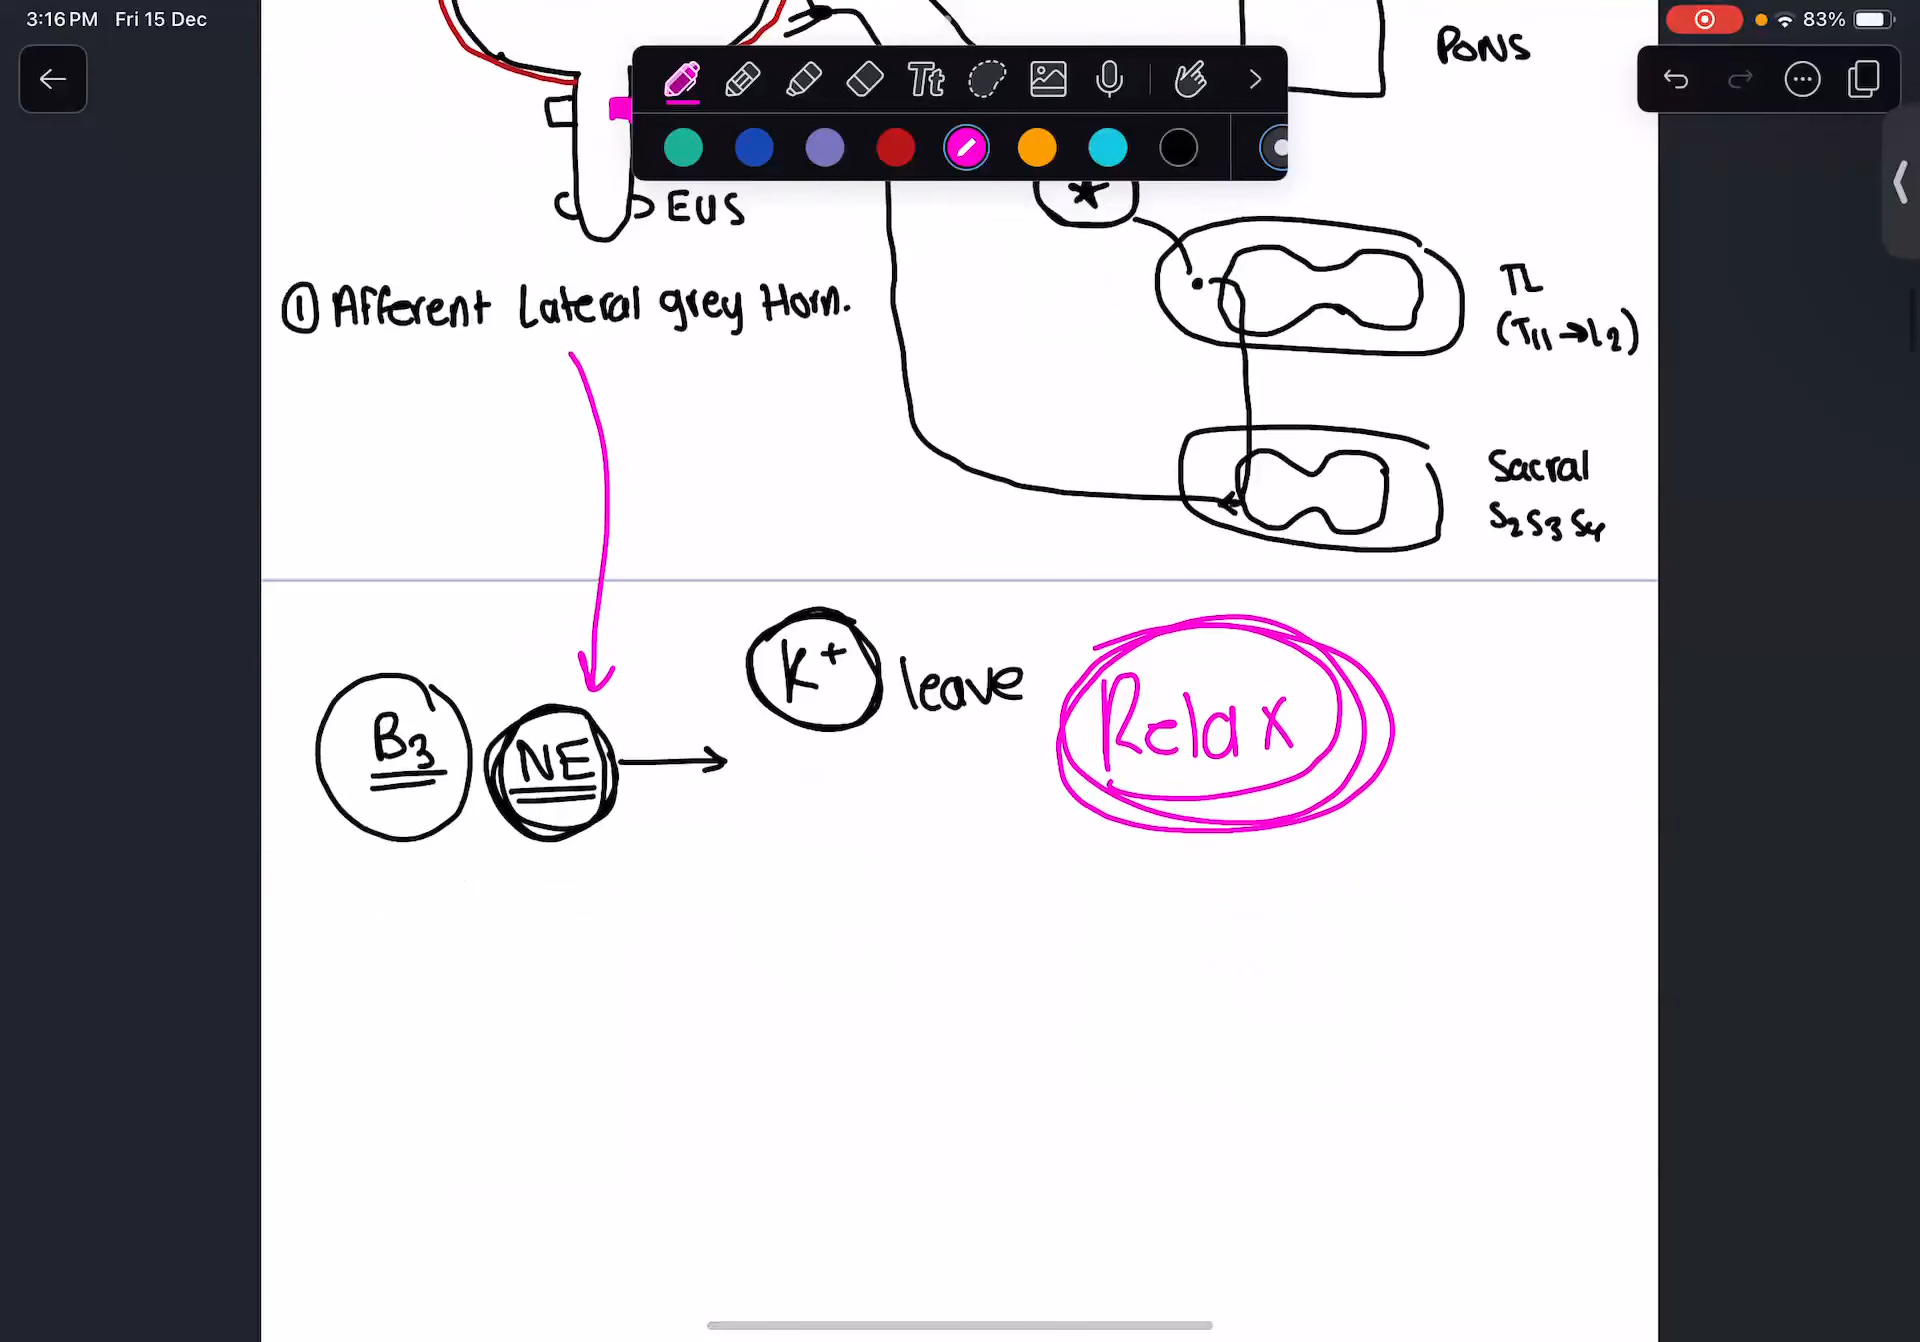 3:16 PM Fri 15 Dec
83%
PONS
Tt
EUS
① Afferent Lateral grey Horn.
TL
(T11 → L2)
Sacral
S2 S3 S4
K+ leave
Relax
B3 NE →